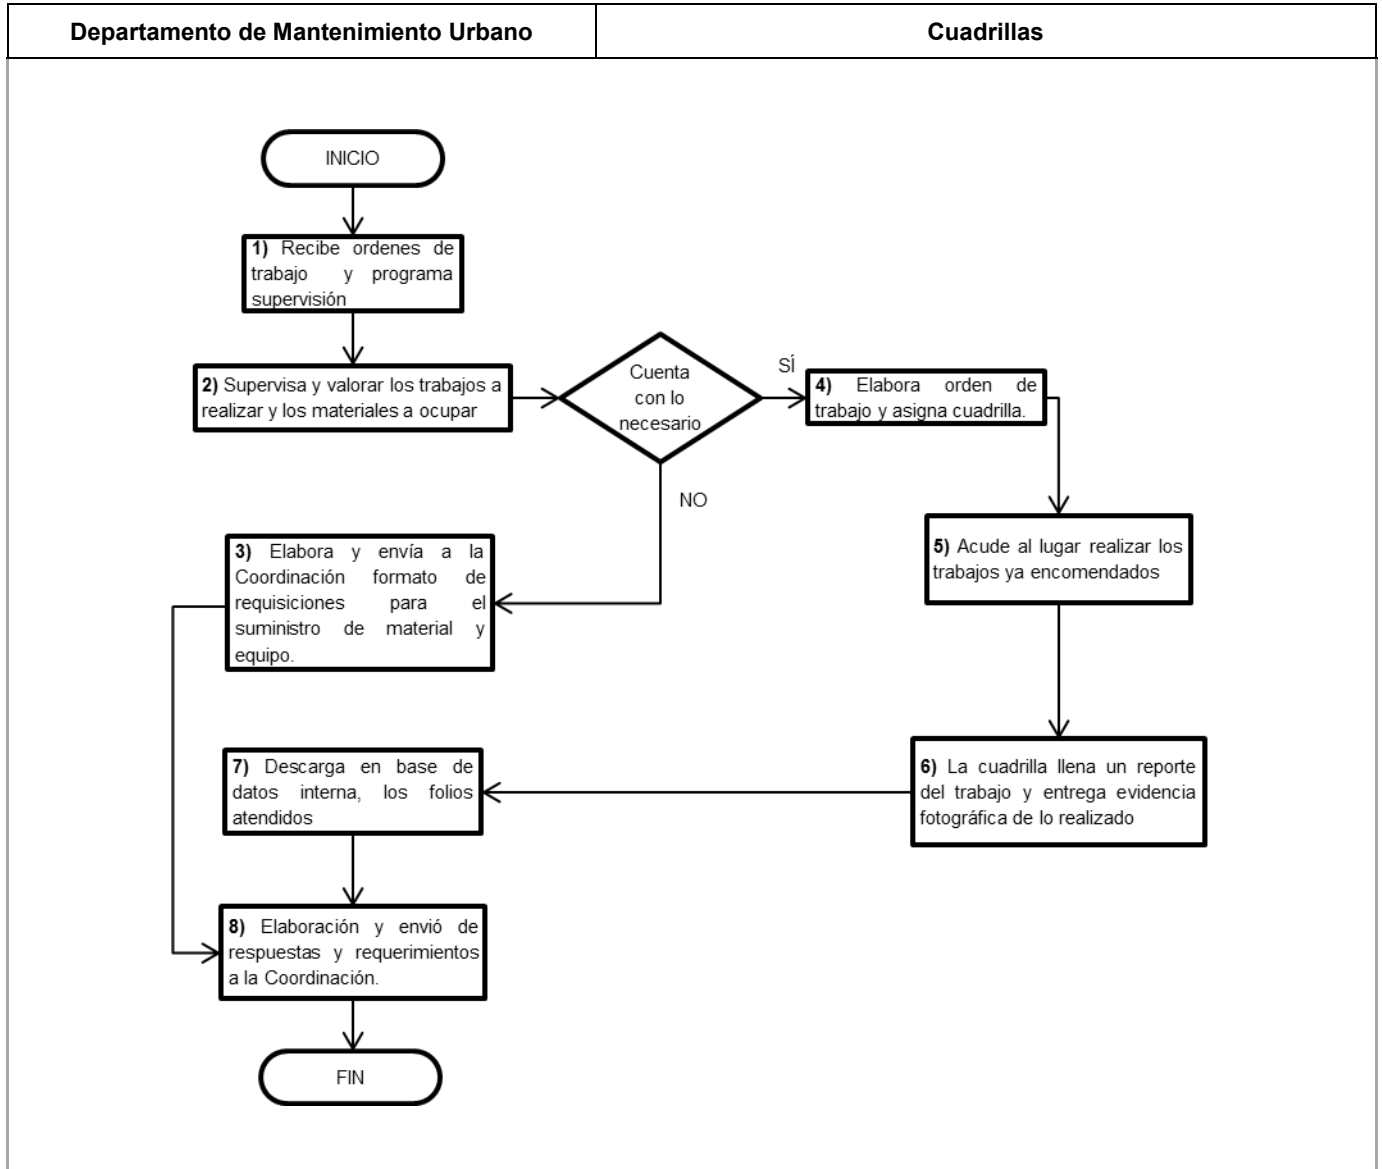 Departamento de Mantenimiento Urbano
Cuadrillas
INICIO
1) Recibe ordenes de
trabajo y programa
supervisión
2) Supervisa y valorar los trabajos a
realizar y los materiales a ocupar
Cuenta
con lo
necesario
SÍ
4) Elabora orden de
trabajo y asigna cuadrilla.
NO
3) Elabora y envía a la
Coordinación formato de
requisiciones para el
suministro de material y
equipo.
5) Acude al lugar realizar los
trabajos ya encomendados
7) Descarga en base de
datos interna, los folios
atendidos
6) La cuadrilla llena un reporte
del trabajo y entrega evidencia
fotográfica de lo realizado
8) Elaboración y envió de
respuestas y requerimientos
a la Coordinación.
FIN